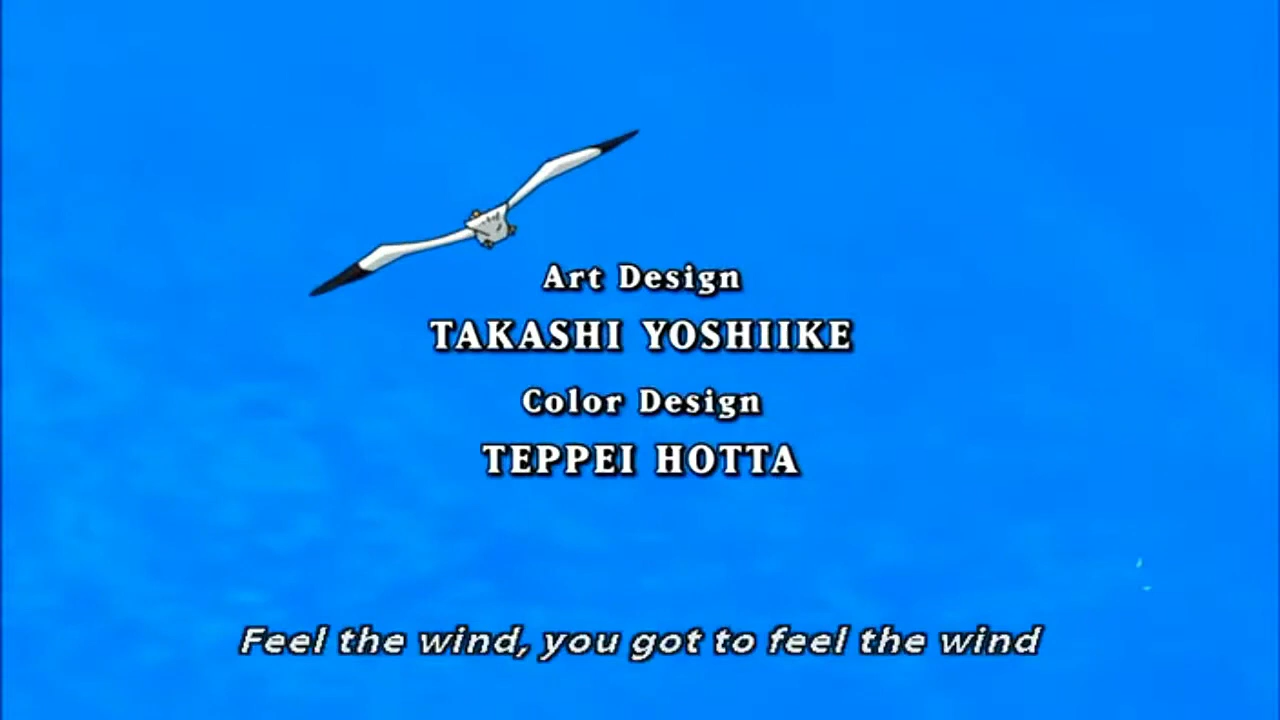 Art Design
TAKASHI YOSHIIKE
Color Design
TEPPEI HOTTA
Feel the wind, you got to feel the wind